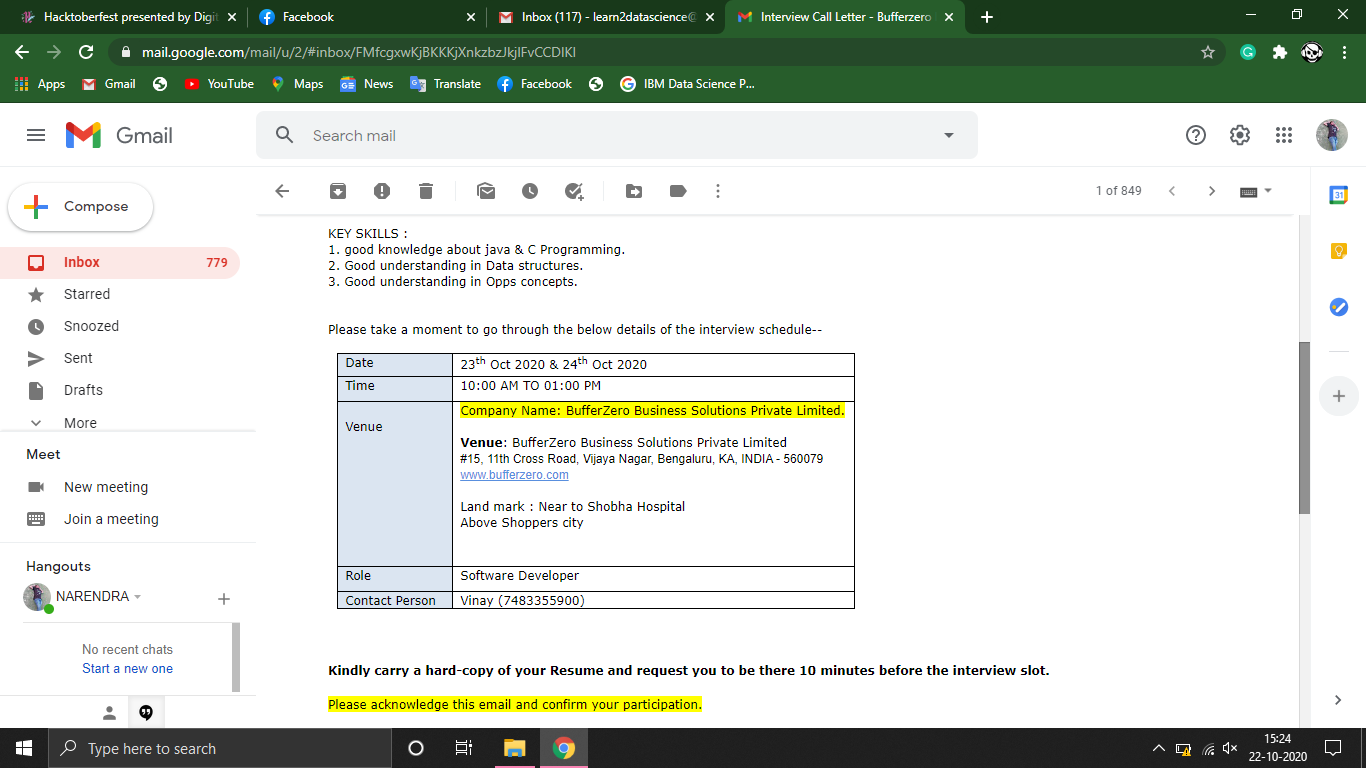 Hacktoberfest presented by Digit
Facebook
Inbox (117) - learn2datascience@
Interview Call Letter - Bufferzero
mail.google.com/mail/u/2/#inbox/FMfcgxwKjBKKKjXnkzbzJkjlFvCCDlKl
Apps
Gmail
YouTube
Maps
News
Translate
Facebook
IBM Data Science P...
Gmail
Search mail
Compose
1 of 849
Inbox 779
Starred
Snoozed
Sent
Drafts
More
Meet
New meeting
Join a meeting
Hangouts
NARENDRA
No recent chats
Start a new one
KEY SKILLS :
1. good knowledge about java & C Programming.
2. Good understanding in Data structures.
3. Good understanding in Opps concepts.
Please take a moment to go through the below details of the interview schedule--
Date 23th Oct 2020 & 24th Oct 2020
Time 10:00 AM TO 01:00 PM
Company Name: BufferZero Business Solutions Private Limited.
Venue
Venue: BufferZero Business Solutions Private Limited
#15, 11th Cross Road, Vijaya Nagar, Bengaluru, KA, INDIA - 560079
www.bufferzero.com
Land mark : Near to Shobha Hospital
Above Shoppers city
Role Software Developer
Contact Person Vinay (7483355900)
Kindly carry a hard-copy of your Resume and request you to be there 10 minutes before the interview slot.
Please acknowledge this email and confirm your participation.
31
Type here to search
15:24
22-10-2020